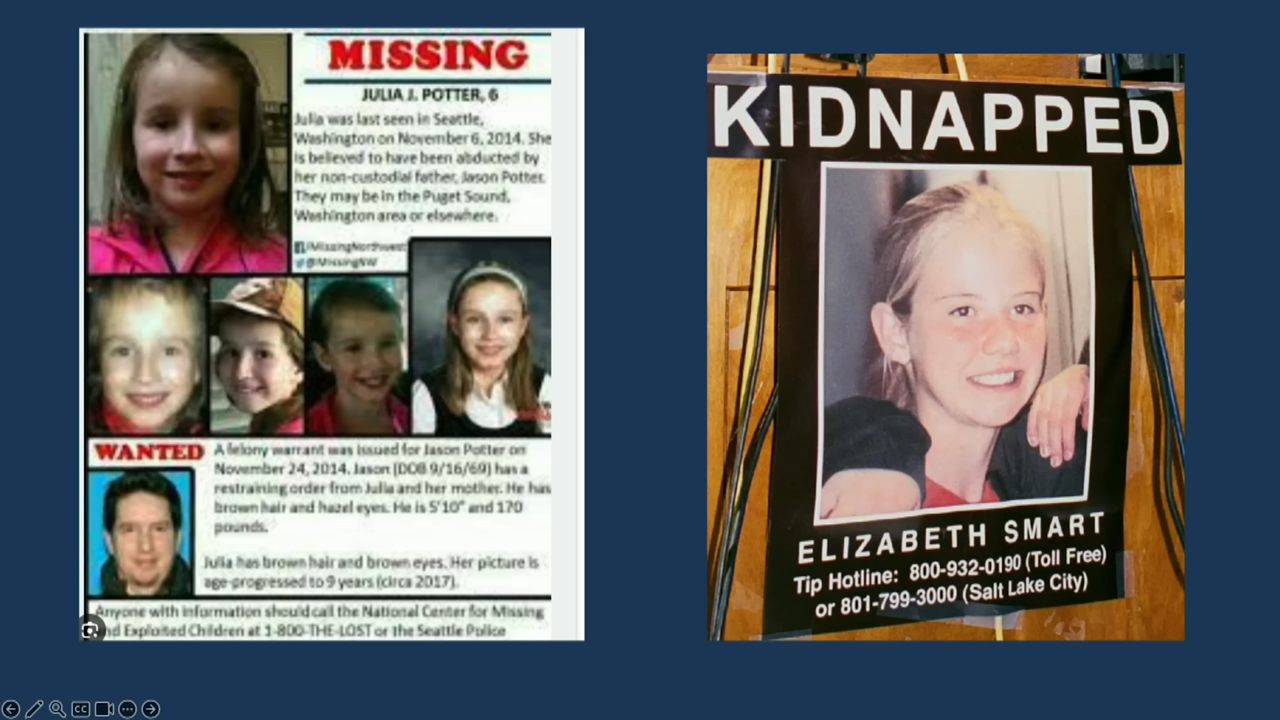 MISSING
JULIA J. POTTER, 6
Julia was last seen in Seattle,
Washington on November 6, 2014. She
is believed to have been abducted by
her non-custodial father, Jason Potter.
They may be in the Puget Sound,
Washington area or elsewhere.
/MissingNorthwest
@MissingNW
WANTED
A felony warrant was issued for Jason Potter on
November 24, 2014. Jason (DOB 9/16/69) has a
restraining order from Julia and her mother. He has
brown hair and hazel eyes. He is 5'10" and 170
pounds.
Julia has brown hair and brown eyes. Her picture is
age-progressed to 9 years (circa 2017).
Anyone with information should call the National Center for Missing
and Exploited Children at 1-800-THE-LOST or the Seattle Police
KIDNAPPED
ELIZABETH SMART
Tip Hotline: 800-932-0190 (Toll Free)
or 801-799-3000 (Salt Lake City)
CC